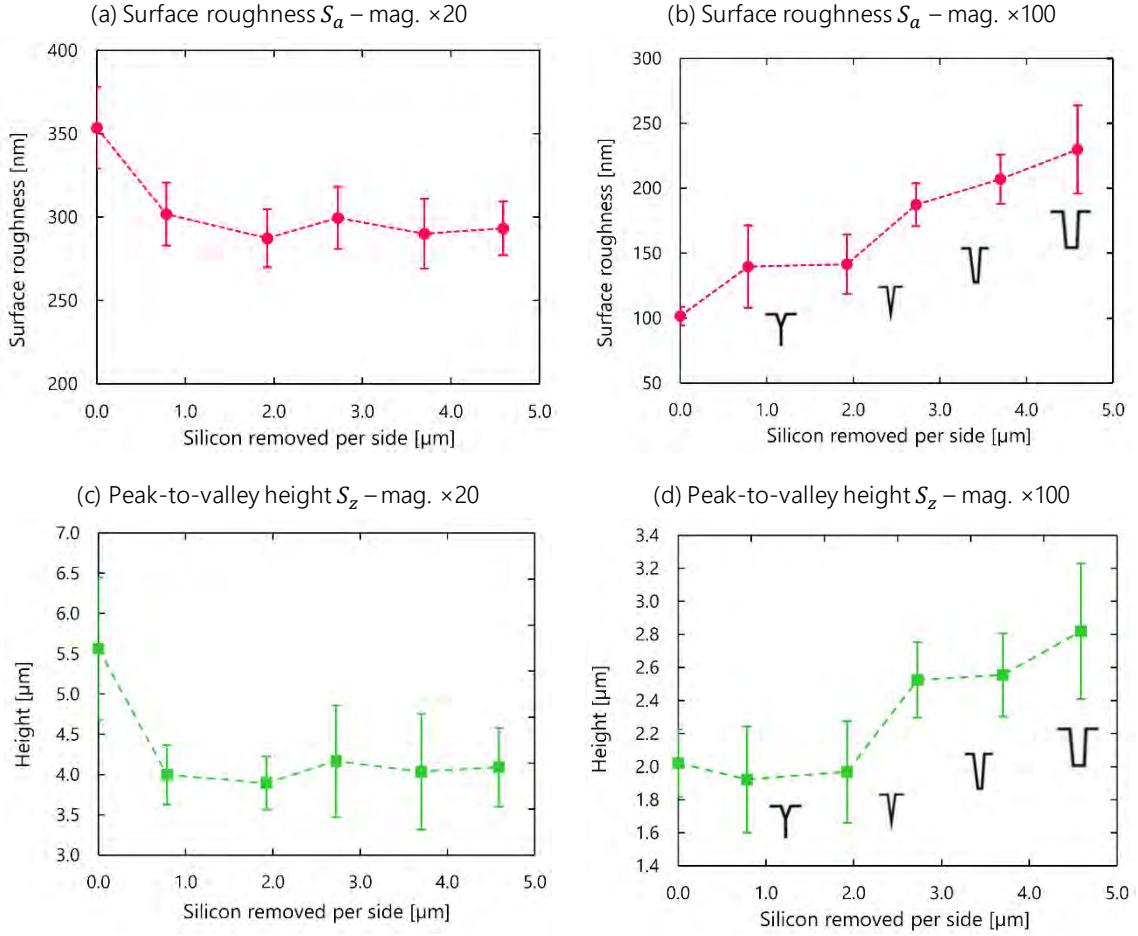 (a) Surface roughness Sₐ – mag. ×20
400
350
300
250
200
Surface roughness [nm]
0.0 1.0 2.0 3.0 4.0 5.0
Silicon removed per side [µm]
(b) Surface roughness Sₐ – mag. ×100
300
250
200
150
100
50
Surface roughness [nm]
0.0 1.0 2.0 3.0 4.0 5.0
Silicon removed per side [µm]
(c) Peak-to-valley height S_z – mag. ×20
7.0
6.5
6.0
5.5
5.0
4.5
4.0
3.5
3.0
Height [µm]
0.0 1.0 2.0 3.0 4.0 5.0
Silicon removed per side [µm]
(d) Peak-to-valley height S_z – mag. ×100
3.4
3.2
3.0
2.8
2.6
2.4
2.2
2.0
1.8
1.6
1.4
Height [µm]
0.0 1.0 2.0 3.0 4.0 5.0
Silicon removed per side [µm]